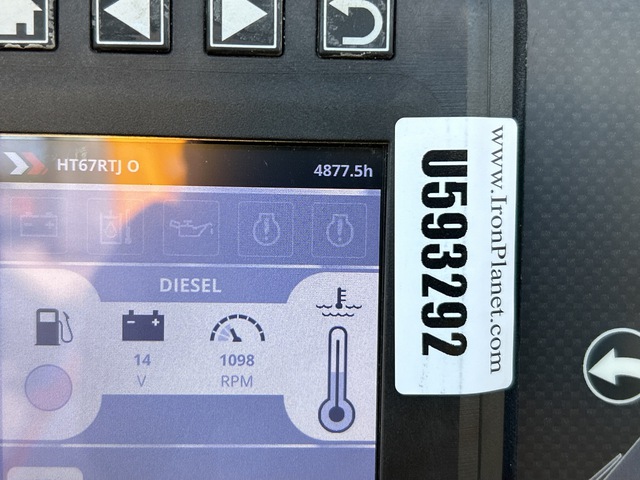 HT67RTJ O
4877.5h
DIESEL
14
V
1098
RPM
www.IronPlanet.com
U593292